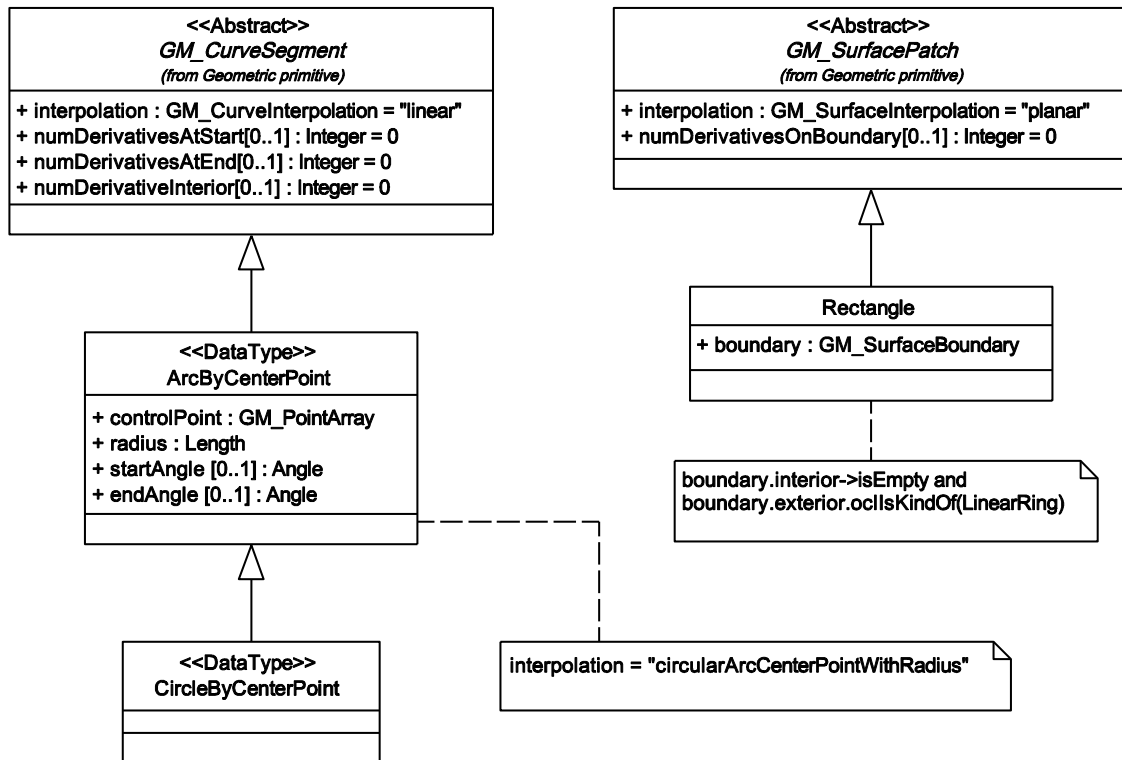 <<Abstract>>
GM_CurveSegment
(from Geometric primitive)
+ interpolation : GM_CurveInterpolation = "linear"
+ numDerivativesAtStart[0..1] : Integer = 0
+ numDerivativesAtEnd[0..1] : Integer = 0
+ numDerivativeInterior[0..1] : Integer = 0
<<Abstract>>
GM_SurfacePatch
(from Geometric primitive)
+ interpolation : GM_SurfaceInterpolation = "planar"
+ numDerivativesOnBoundary[0..1] : Integer = 0
Rectangle
+ boundary : GM_SurfaceBoundary
<<DataType>>
ArcByCenterPoint
+ controlPoint : GM_PointArray
+ radius : Length
+ startAngle [0..1] : Angle
+ endAngle [0..1] : Angle
boundary.interior->isEmpty and
boundary.exterior.oclIsKindOf(LinearRing)
<<DataType>>
CircleByCenterPoint
interpolation = "circularArcCenterPointWithRadius"